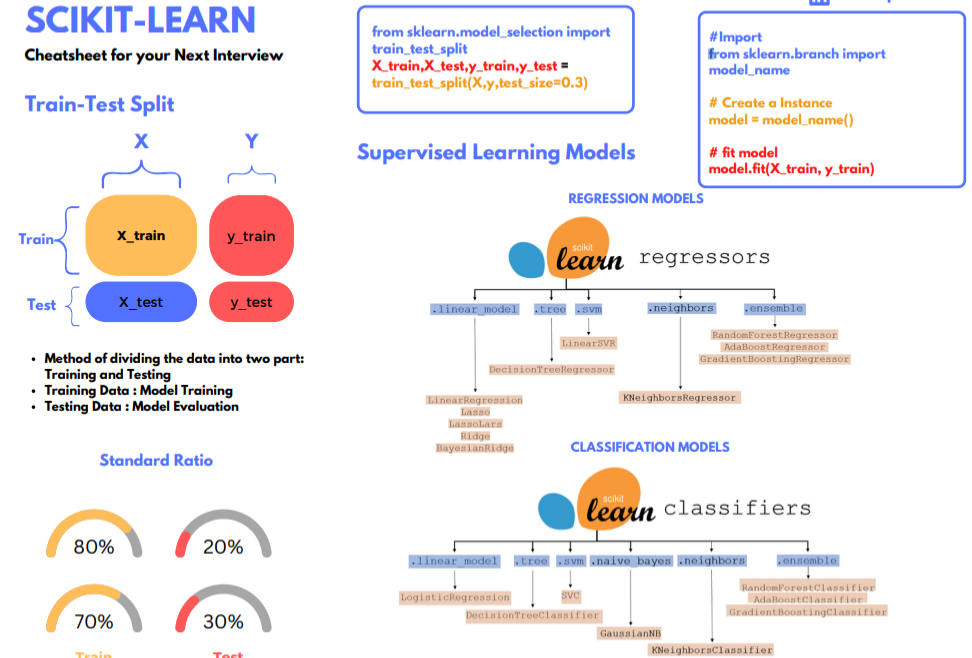 SCIKIT-LEARN
Cheatsheet for your Next Interview
Train-Test Split
X
Y
Train
X_train
y_train
Test
X_test
y_test
• Method of dividing the data into two part:
Training and Testing
• Training Data : Model Training
• Testing Data : Model Evaluation
Standard Ratio
80%
20%
70%
30%
Train
Test
from sklearn.model_selection import
train_test_split
X_train,X_test,y_train,y_test =
train_test_split(X,y,test_size=0.3)
#Import
from sklearn.branch import
model_name
# Create a Instance
model = model_name()
# fit model
model.fit(X_train, y_train)
Supervised Learning Models
REGRESSION MODELS
scikit
learn regressors
.linear_model
.tree
.svm
.neighbors
.ensemble
LinearSVR
DecisionTreeRegressor
RandomForestRegressor
AdaBoostRegressor
GradientBoostingRegressor
KNeighborsRegressor
LinearRegression
Lasso
LassoLars
Ridge
BayesianRidge
CLASSIFICATION MODELS
scikit
learn classifiers
.linear_model
.tree
.svm
.naive_bayes
.neighbors
.ensemble
LogisticRegression
SVC
DecisionTreeClassifier
RandomForestClassifier
AdaBoostClassifier
GradientBoostingClassifier
GaussianNB
KNeighborsClassifier